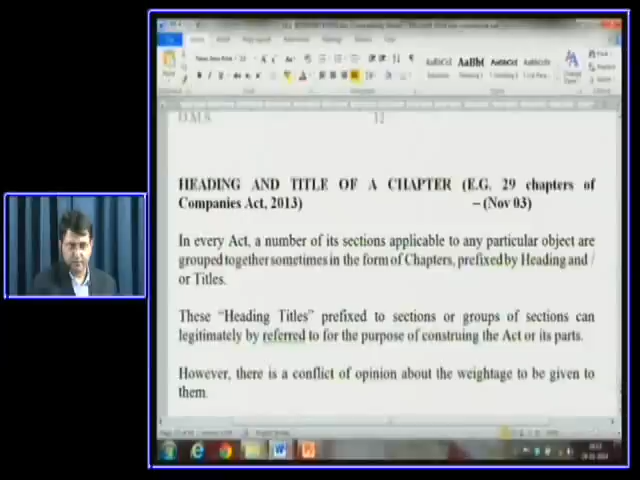 D.M.S. 12
HEADING AND TITLE OF A CHAPTER (E.G. 29 chapters of
Companies Act, 2013) – (Nov 03)
In every Act, a number of its sections applicable to any particular object are
grouped together sometimes in the form of Chapters, prefixed by Heading and /
or Titles.
These “Heading Titles” prefixed to sections or groups of sections can
legitimately by referred to for the purpose of construing the Act or its parts.
However, there is a conflict of opinion about the weightage to be given to
them.